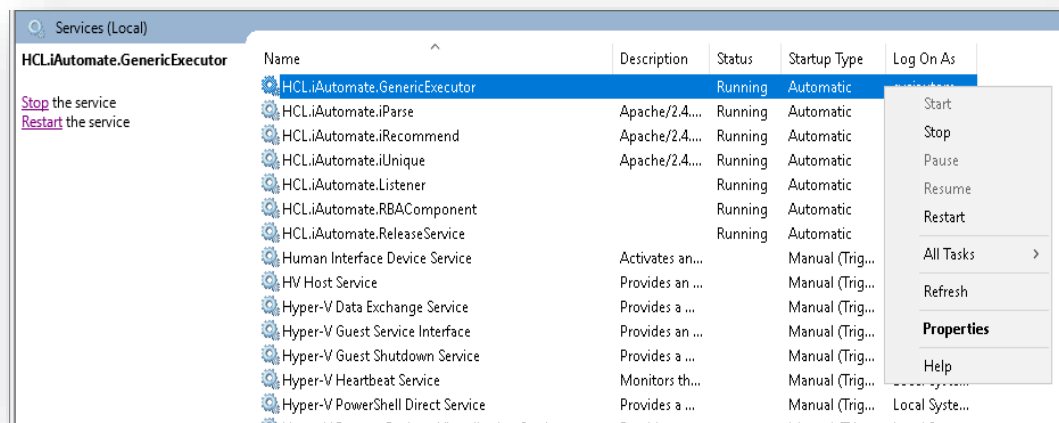 Services (Local)
HCL.iAutomate.GenericExecutor
Stop the service
Restart the service
Name Description Status Startup Type Log On As
HCL.iAutomate.GenericExecutor Running Automatic
HCL.iAutomate.iParse Apache/2.4.... Running Automatic
HCL.iAutomate.iRecommend Apache/2.4.... Running Automatic
HCL.iAutomate.iUnique Apache/2.4.... Running Automatic
HCL.iAutomate.Listener Running Automatic
HCL.iAutomate.RBAComponent Running Automatic
HCL.iAutomate.ReleaseService Running Automatic
Human Interface Device Service Activates an... Manual (Trig...
HV Host Service Provides an ... Manual (Trig...
Hyper-V Data Exchange Service Provides a ... Manual (Trig...
Hyper-V Guest Service Interface Provides an ... Manual (Trig...
Hyper-V Guest Shutdown Service Provides a ... Manual (Trig...
Hyper-V Heartbeat Service Monitors th... Manual (Trig...
Hyper-V PowerShell Direct Service Provides a ... Manual (Trig... Local Syste...
Start
Stop
Pause
Resume
Restart
All Tasks
Refresh
Properties
Help